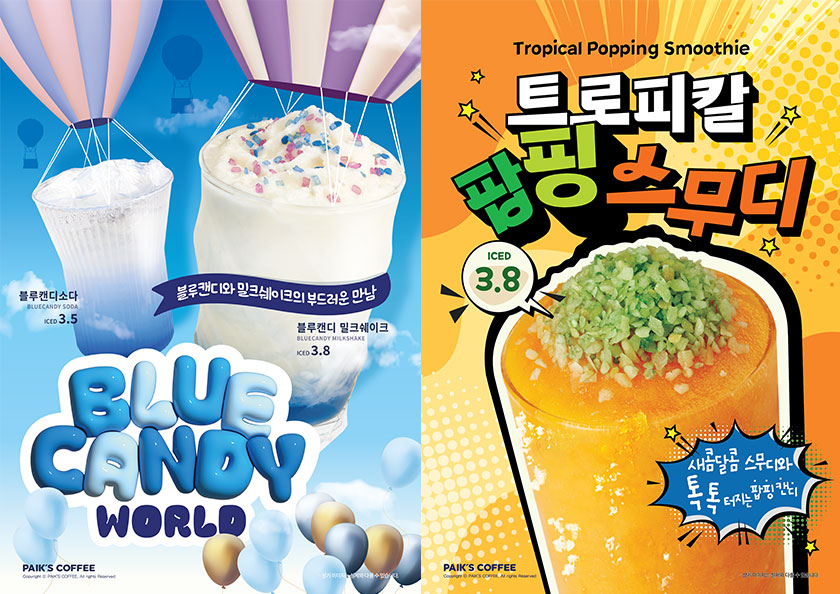 블루캔디소다
BLUECANDY SODA
ICED 3.5
블루캔디와 밀크쉐이크의 부드러운 만남
블루캔디 밀크쉐이크
BLUECANDY MILKSHAKE
ICED 3.8
BLUE
CANDY
WORLD
PAIK'S COFFEE
Copyright © PAIK'S COFFEE. All rights Reserved
Tropical Popping Smoothie
트로피칼
팝핑 스무디
ICED
3.8
새콤달콤 스무디와
톡톡 터지는 팝핑캔디
PAIK'S COFFEE
Copyright © PAIK'S COFFEE. All rights Reserved